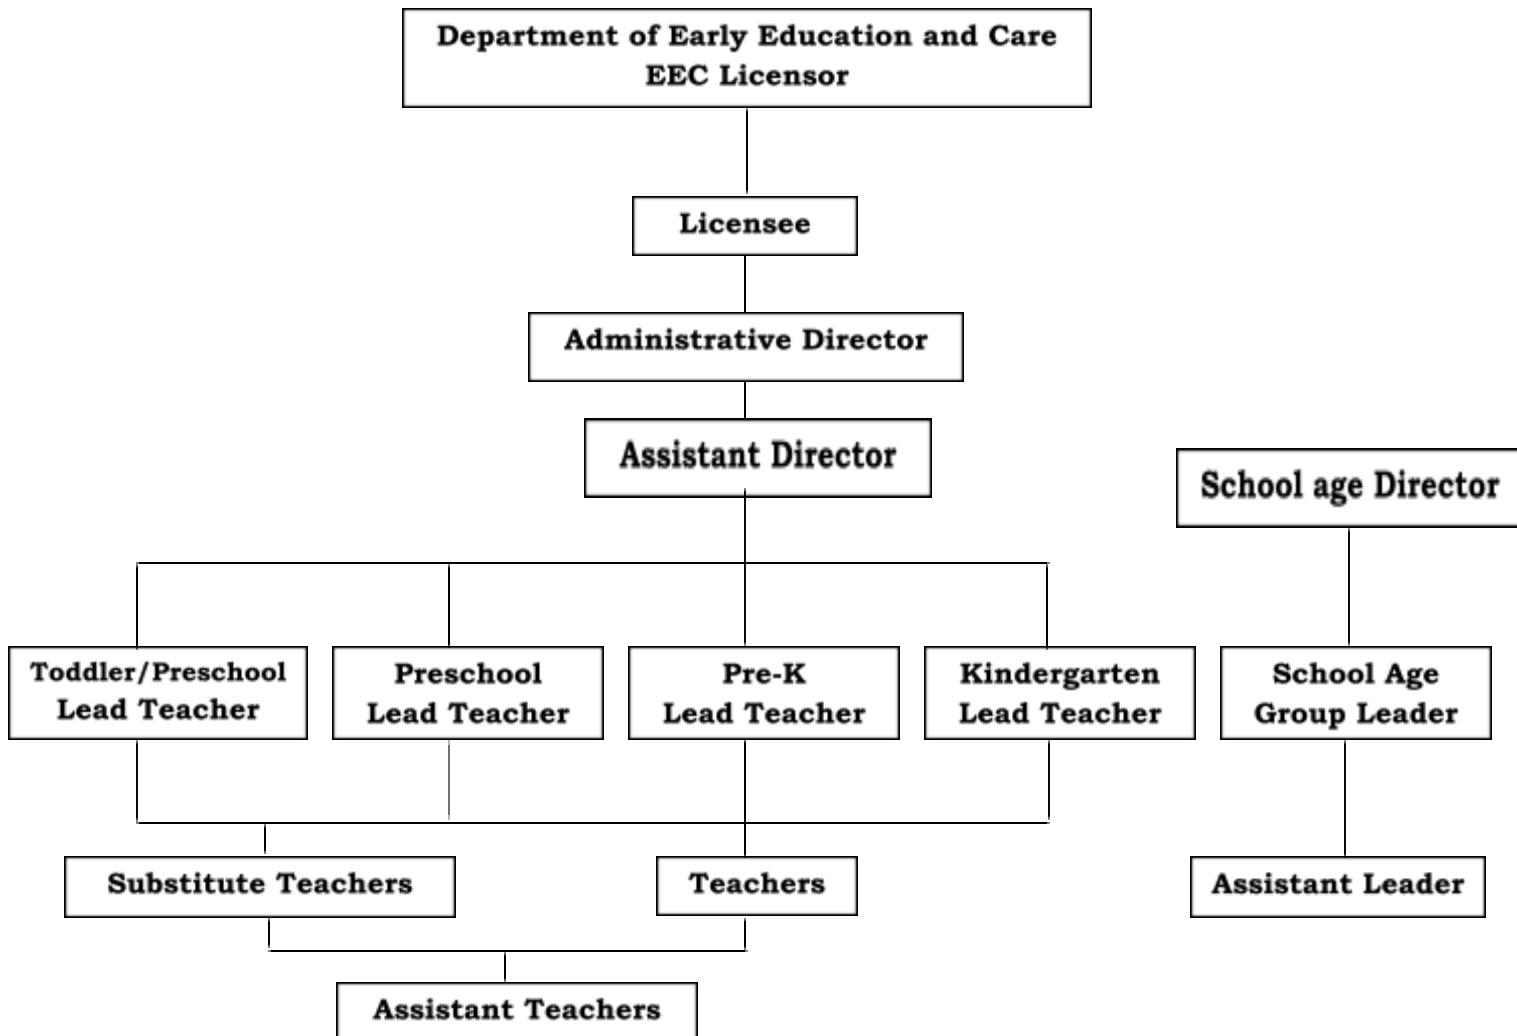 Department of Early Education and Care
EEC Licensor
Licensee
Administrative Director
Assistant Director
School age Director
Toddler/Preschool
Lead Teacher
Preschool
Lead Teacher
Pre-K
Lead Teacher
Kindergarten
Lead Teacher
School Age
Group Leader
Substitute Teachers
Teachers
Assistant Leader
Assistant Teachers